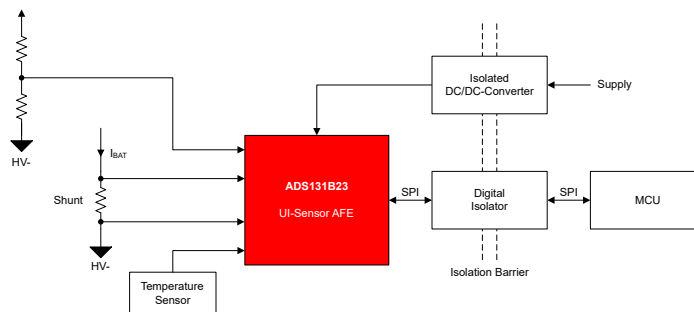 Isolated
DC/DC-Converter
Supply
HV-
IBAT
Shunt
HV-
ADS131B23
UI-Sensor AFE
SPI
Digital
Isolator
SPI
MCU
Temperature
Sensor
Isolation Barrier